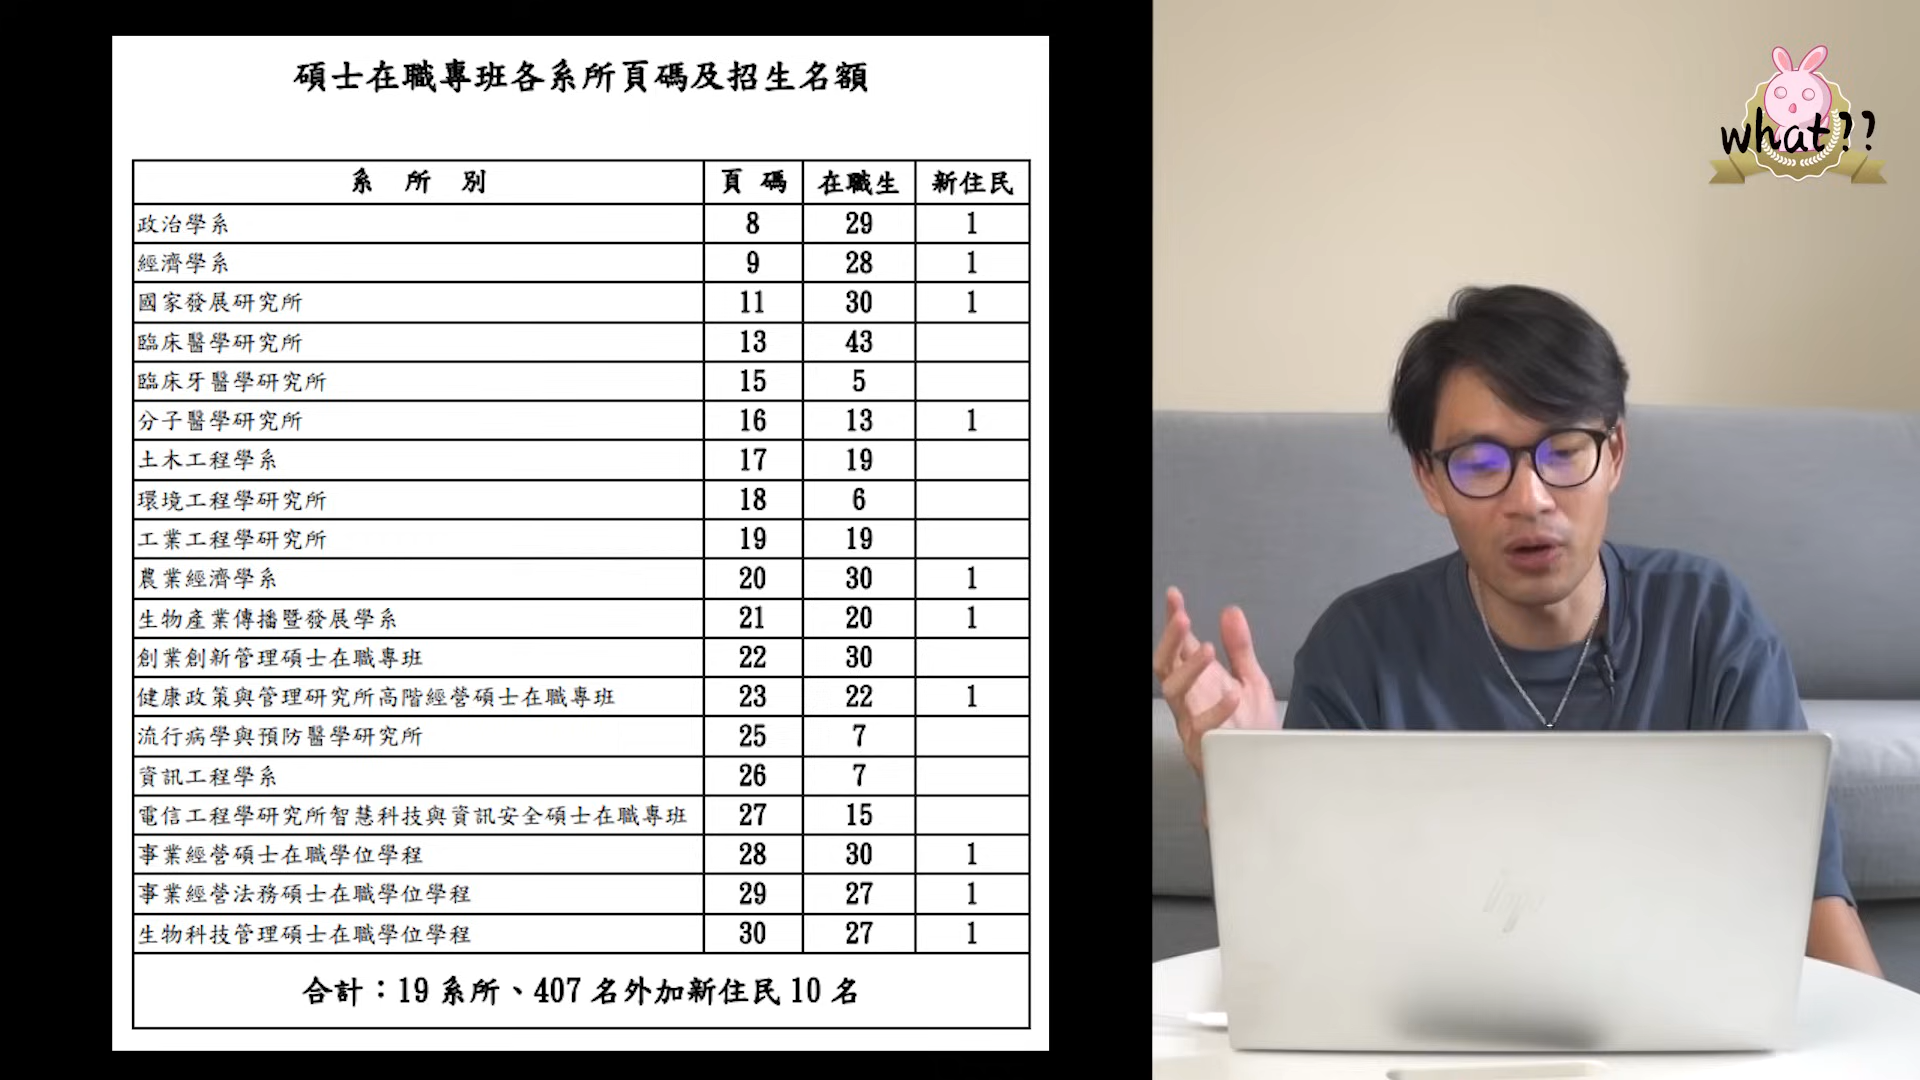 碩士在職專班各系所頁碼及招生名額
系 所 別 頁 碼 在職生 新住民
政治學系 8 29 1
經濟學系 9 28 1
國家發展研究所 11 30 1
臨床醫學研究所 13 43
臨床牙醫學研究所 15 5
分子醫學研究所 16 13 1
土木工程學系 17 19
環境工程學研究所 18 6
工業工程學研究所 19 19
農業經濟學系 20 30 1
生物產業傳播暨發展學系 21 20 1
創業創新管理碩士在職專班 22 30
健康政策與管理研究所高階經營碩士在職專班 23 22 1
流行病學與預防醫學研究所 25 7
資訊工程學系 26 7
電信工程學研究所智慧科技與資訊安全碩士在職專班 27 15
事業經營碩士在職學位學程 28 30 1
事業經營法務碩士在職學位學程 29 27 1
生物科技管理碩士在職學位學程 30 27 1
合計：19 系所、407 名外加新住民 10 名
what??
hp